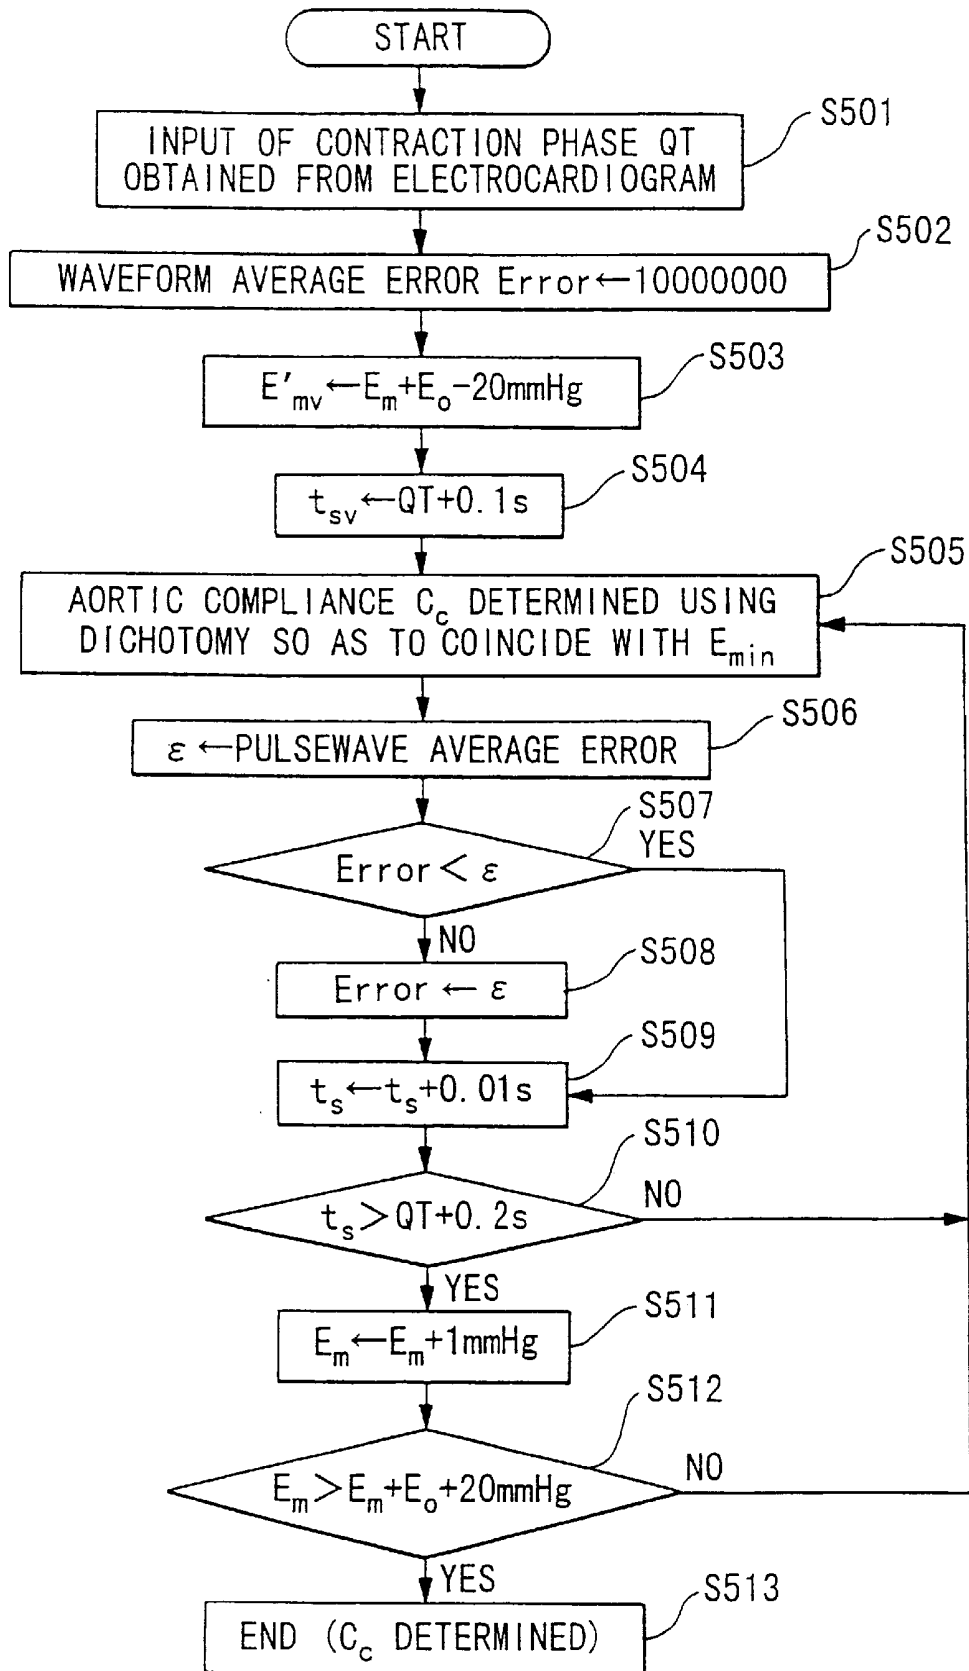 START
S501
INPUT OF CONTRACTION PHASE QT
OBTAINED FROM ELECTROCARDIOGRAM
S502
WAVEFORM AVERAGE ERROR Error←10000000
S503
E'mv←Em+Eo−20mmHg
S504
tsv←QT+0.1s
S505
AORTIC COMPLIANCE Cc DETERMINED USING
DICHOTOMY SO AS TO COINCIDE WITH Emin
S506
ε←PULSEWAVE AVERAGE ERROR
S507
YES
Error < ε
NO
S508
Error ← ε
S509
ts←ts+0.01s
S510
NO
ts>QT+0.2s
YES
S511
Em←Em+1mmHg
S512
NO
Em>Em+Eo+20mmHg
YES
S513
END (Cc DETERMINED)